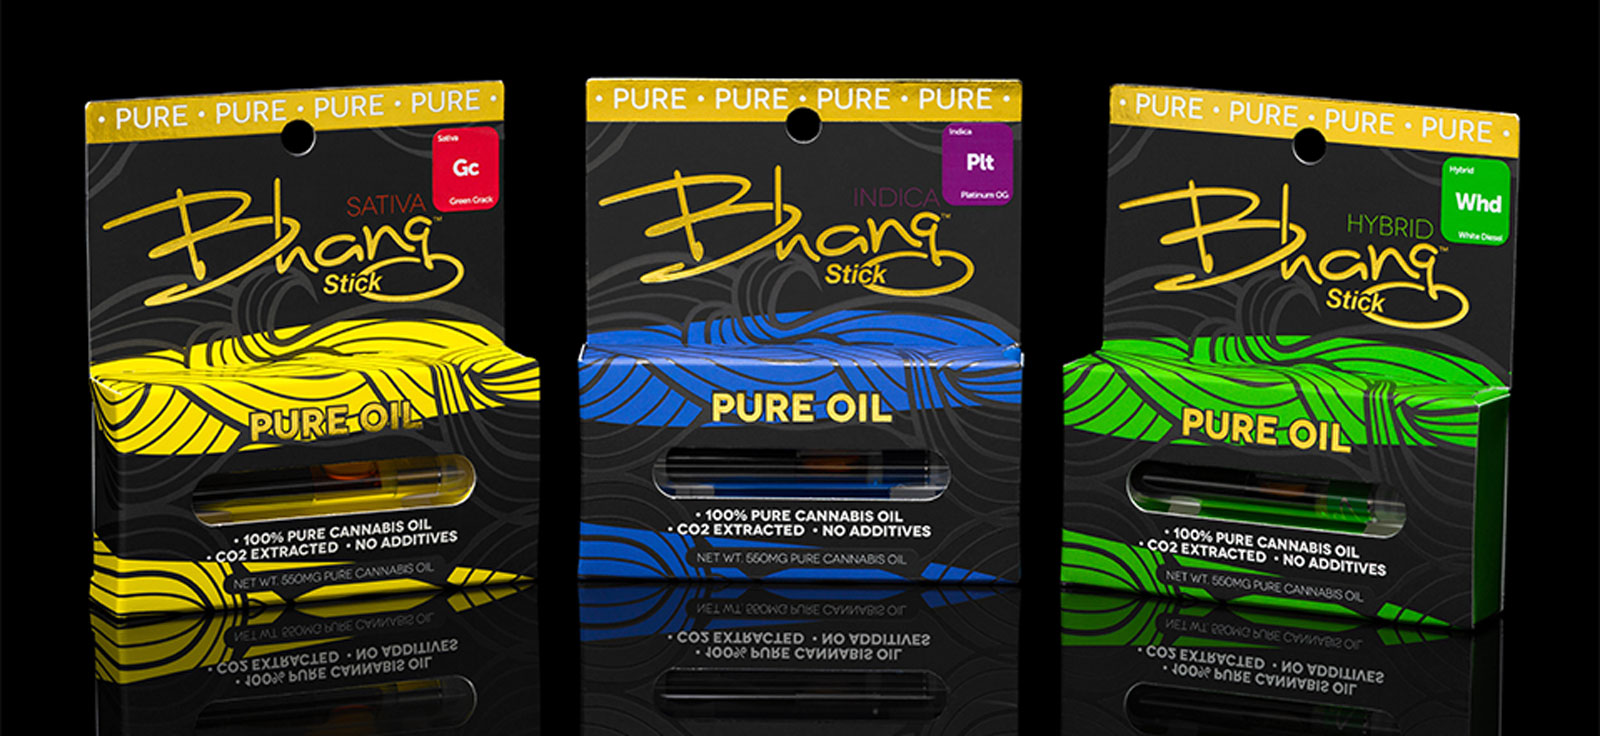 · PURE · PURE · PURE · PURE ·
Sativa
Gc
Green Crack
SATIVA
Bhang™
Stick
PURE OIL
· 100% PURE CANNABIS OIL
· CO2 EXTRACTED · NO ADDITIVES
NET WT. 550MG PURE CANNABIS OIL
· PURE · PURE · PURE · PURE ·
Indica
Plt
Platinum OG
INDICA
Bhang™
Stick
PURE OIL
· 100% PURE CANNABIS OIL
· CO2 EXTRACTED · NO ADDITIVES
NET WT. 550MG PURE CANNABIS OIL
· PURE · PURE · PURE · PURE ·
Hybrid
Whd
White Diesel
HYBRID
Bhang™
Stick
PURE OIL
· 100% PURE CANNABIS OIL
· CO2 EXTRACTED · NO ADDITIVES
NET WT. 550MG PURE CANNABIS OIL